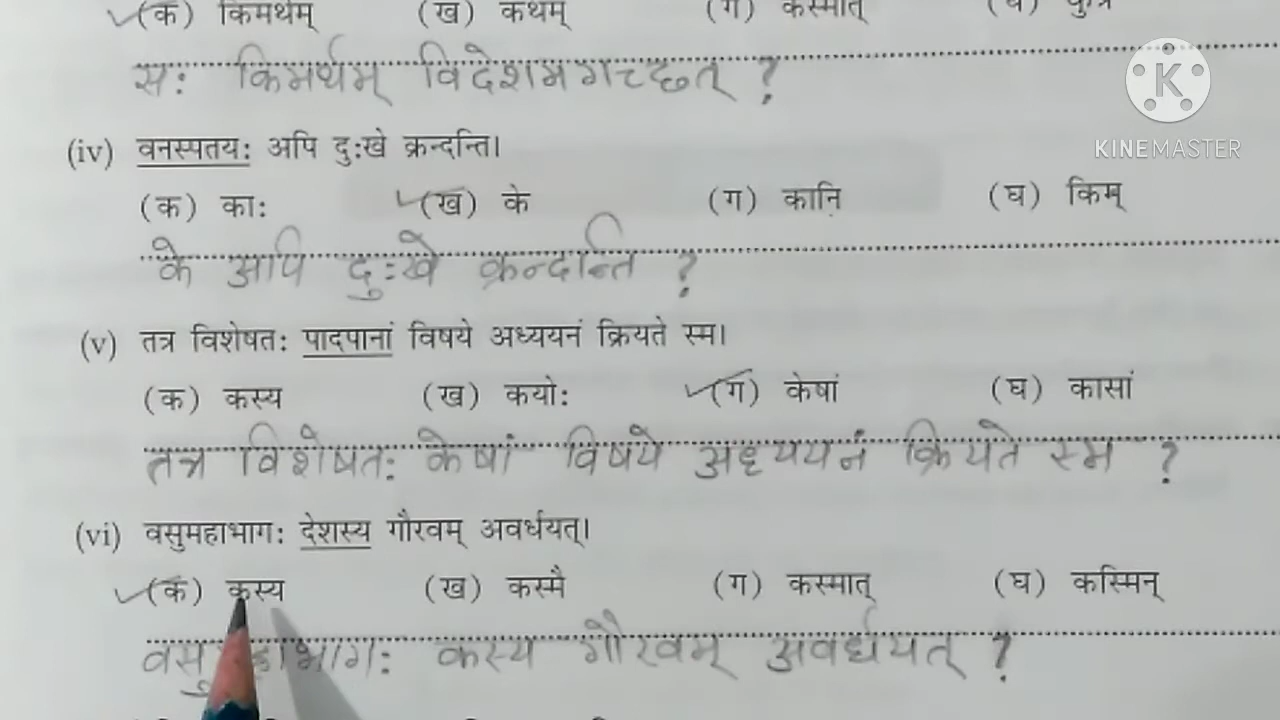 (क) किमर्थम् (ख) कथम् (ग) कस्मात् (घ) कुत्र
सः किमर्थम् विदेशमगच्छत् ?
K
KINEMASTER
(iv) वनस्पतयः अपि दुःखे क्रन्दन्ति।
(क) काः (ख) के (ग) कानि (घ) किम्
के अपि दुःखे क्रन्दन्ति ?
(v) तत्र विशेषतः पादपानां विषये अध्ययनं क्रियते स्म।
(क) कस्य (ख) कयोः (ग) केषां (घ) कासां
तत्र विशेषतः केषां विषये अध्ययनं क्रियते स्म ?
(vi) वसुमहाभागः देशस्य गौरवम् अवर्धयत्।
(क) कस्य (ख) कस्मै (ग) कस्मात् (घ) कस्मिन्
वसुमहाभागः कस्य गौरवम् अवर्धयत् ?